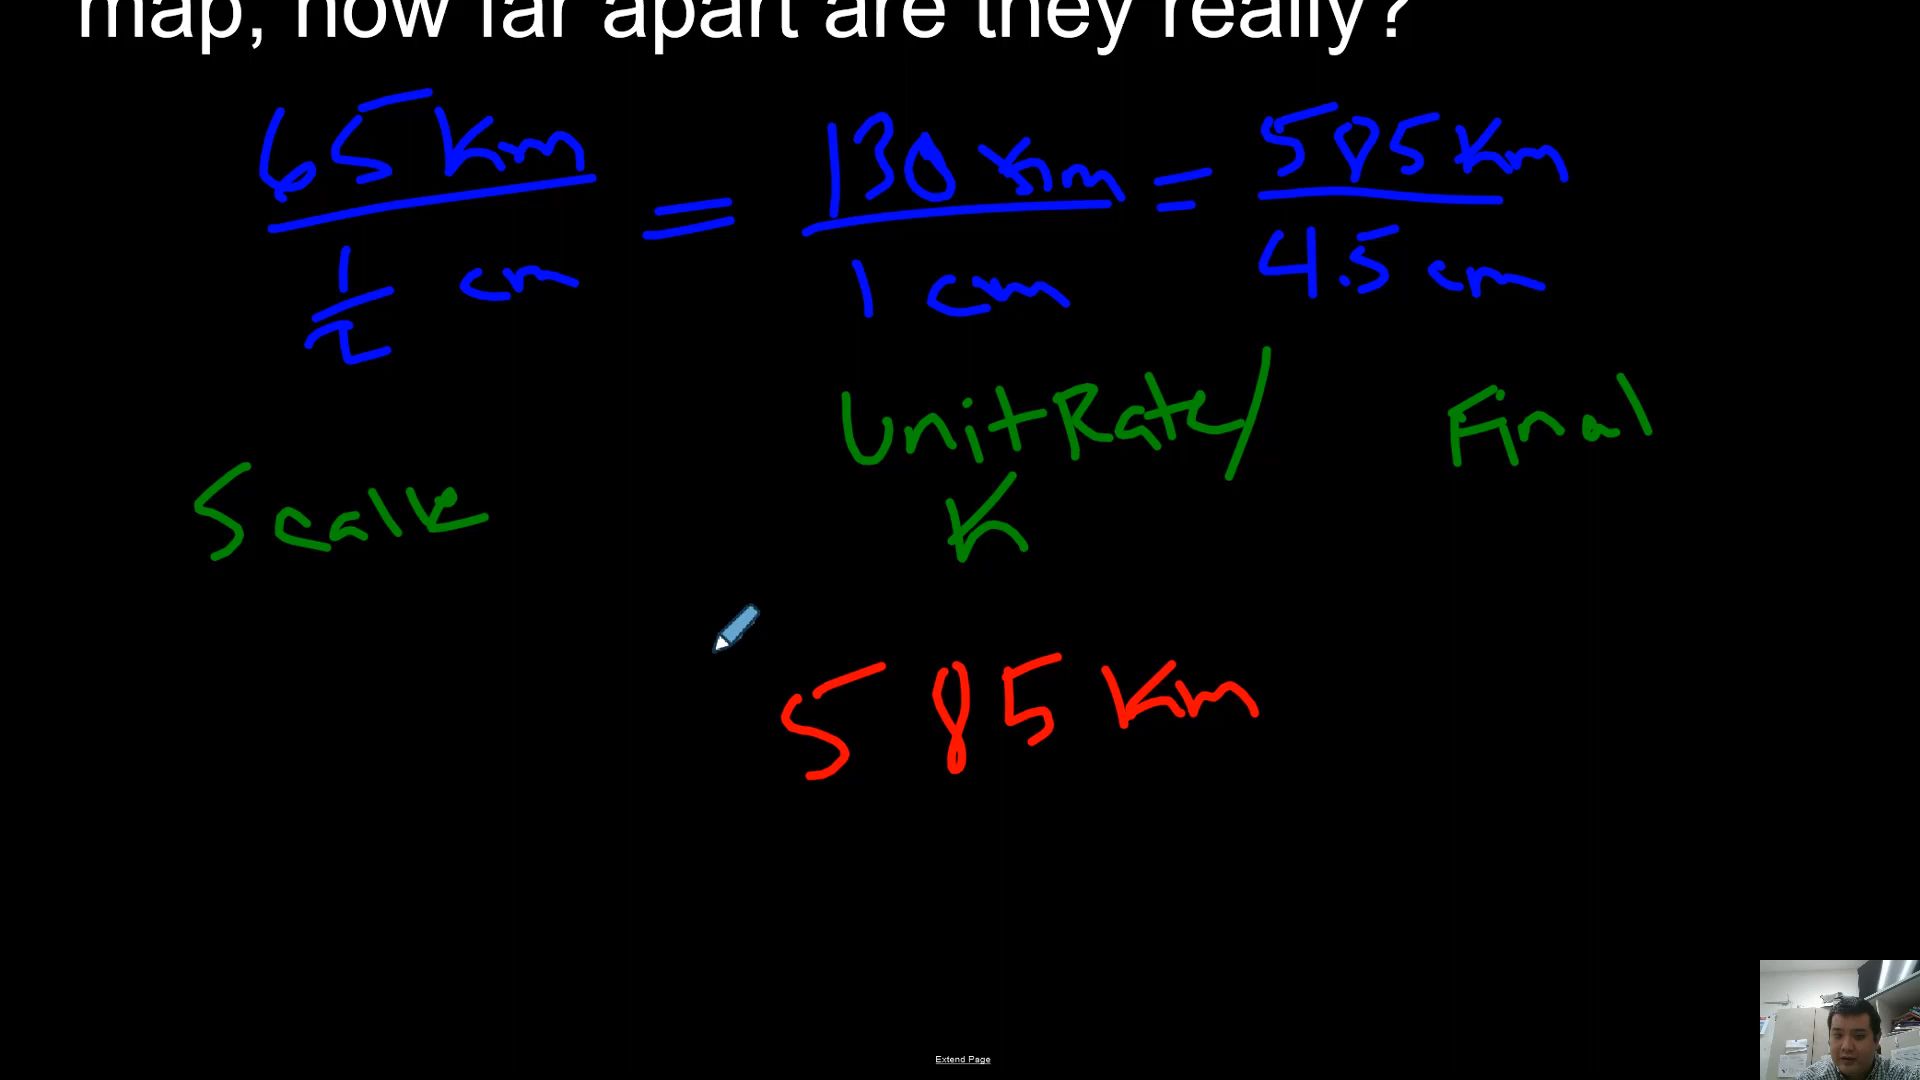 map, how far apart are they really?
65 Km = 130 Km = 585 Km
1/2 cm 1 cm 4.5 cm
Unit Rate/ Final
Scale K
585 Km
Extend Page